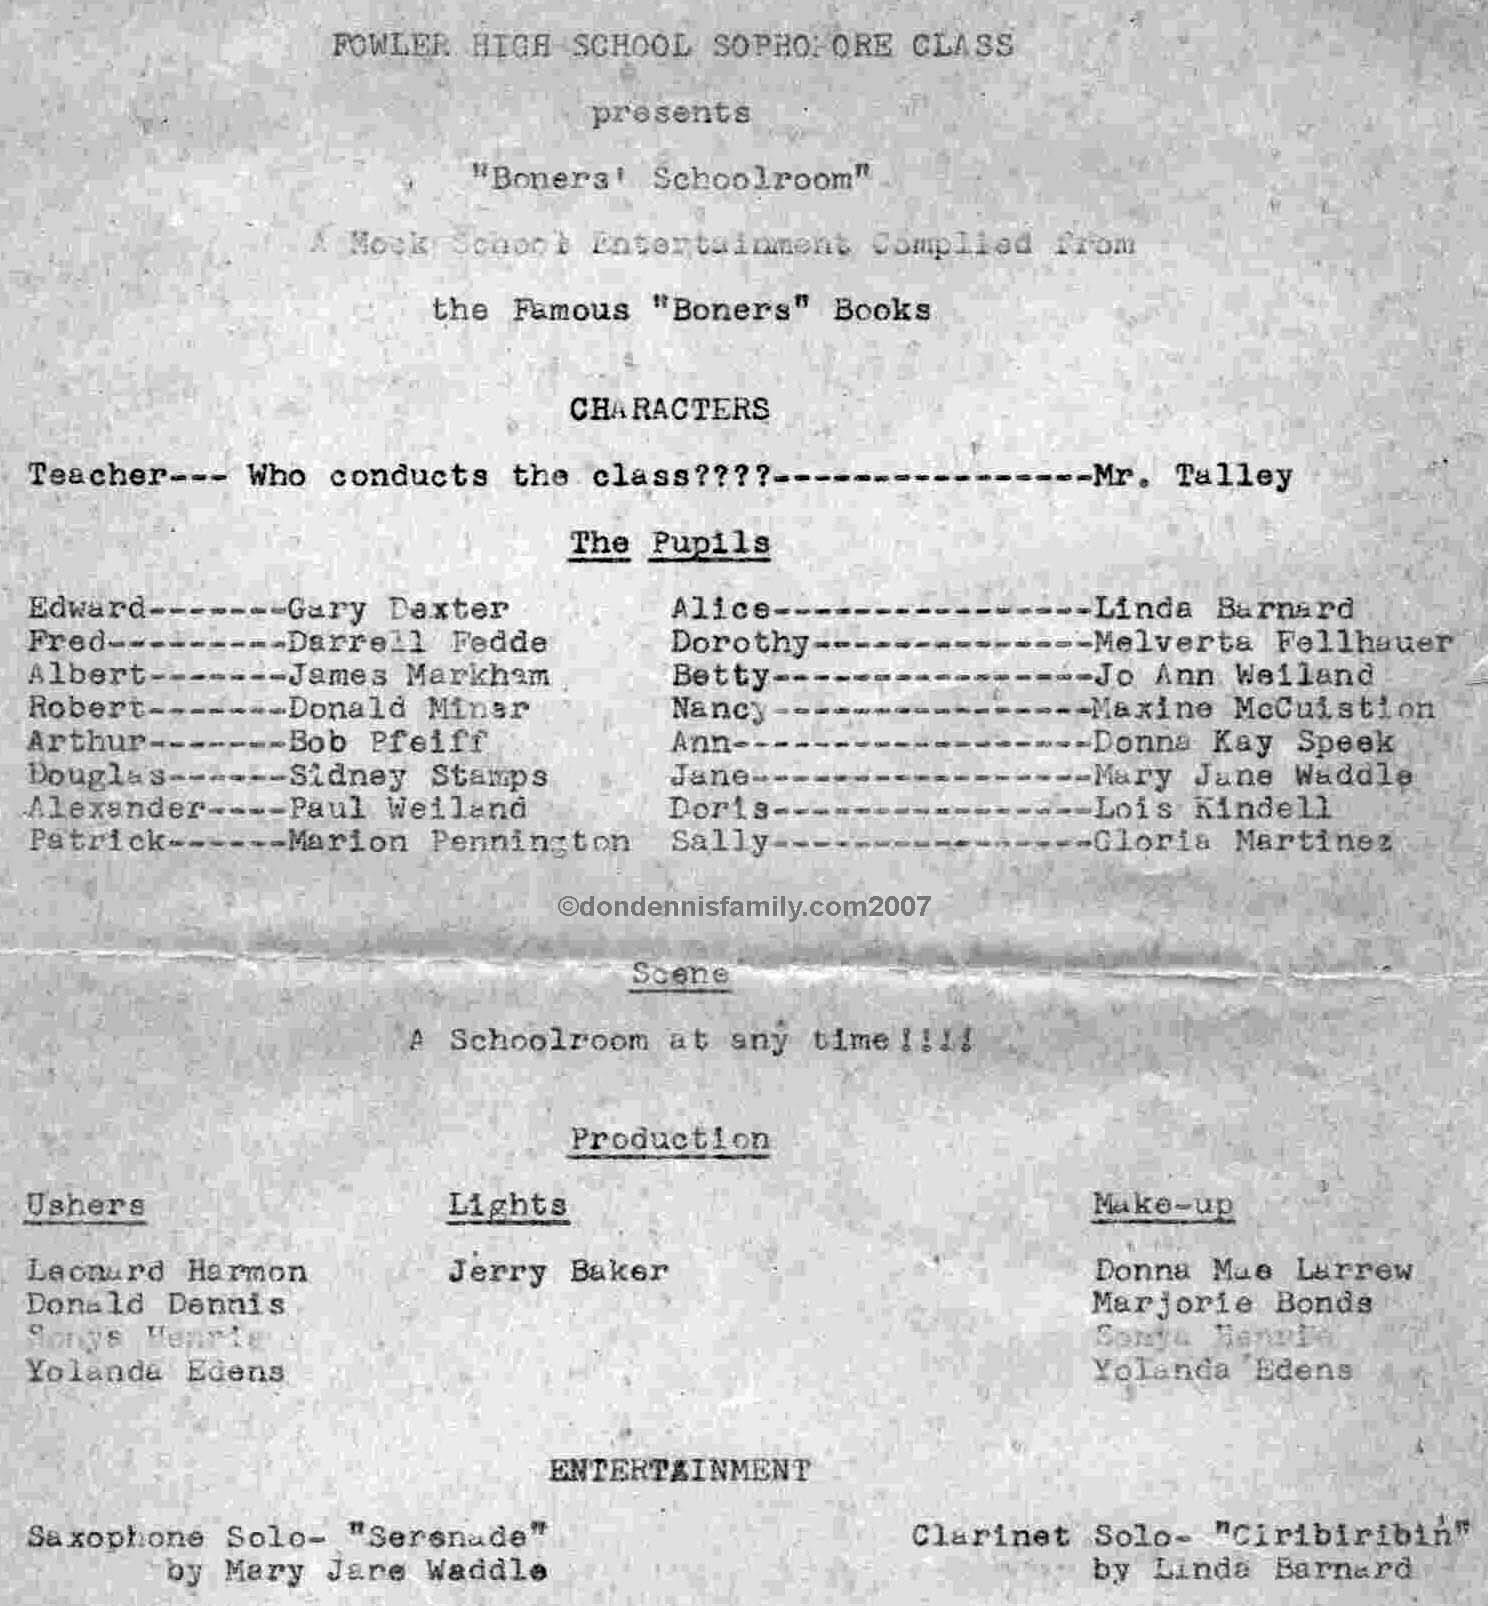 FOWLER HIGH SCHOOL SOPHOMORE CLASS
presents
"Boners' Schoolroom"
A Mock School Entertainment Complied from
the Famous "Boners" Books
CHARACTERS
Teacher--- Who conducts the class????----------------Mr. Talley
The Pupils
Edward-------Gary Dexter Alice----------------Linda Barnard
Fred---------Darrell Fedde Dorothy--------------Melverta Fellhauer
Albert-------James Markham Betty----------------Jo Ann Weiland
Robert-------Donald Minar Nancy----------------Maxine McCuistion
Arthur-------Bob Pfeiff Ann------------------Donna Kay Speek
Douglas------Sidney Stamps Jane-----------------Mary Jane Waddle
Alexander----Paul Weiland Doris----------------Lois Kindell
Patrick------Marion Pennington Sally----------------Gloria Martinez
©dondennisfamily.com2007
Scene
A Schoolroom at any time!!!!
Production
Ushers Lights Make-up
Leonard Harmon Jerry Baker Donna Mae Larrew
Donald Dennis Marjorie Bonds
Sonya
Yolanda Edens Yolanda Edens
ENTERTAINMENT
Saxophone Solo- "Serenade" Clarinet Solo- "Ciribiribin"
by Mary Jane Waddle by Linda Barnard